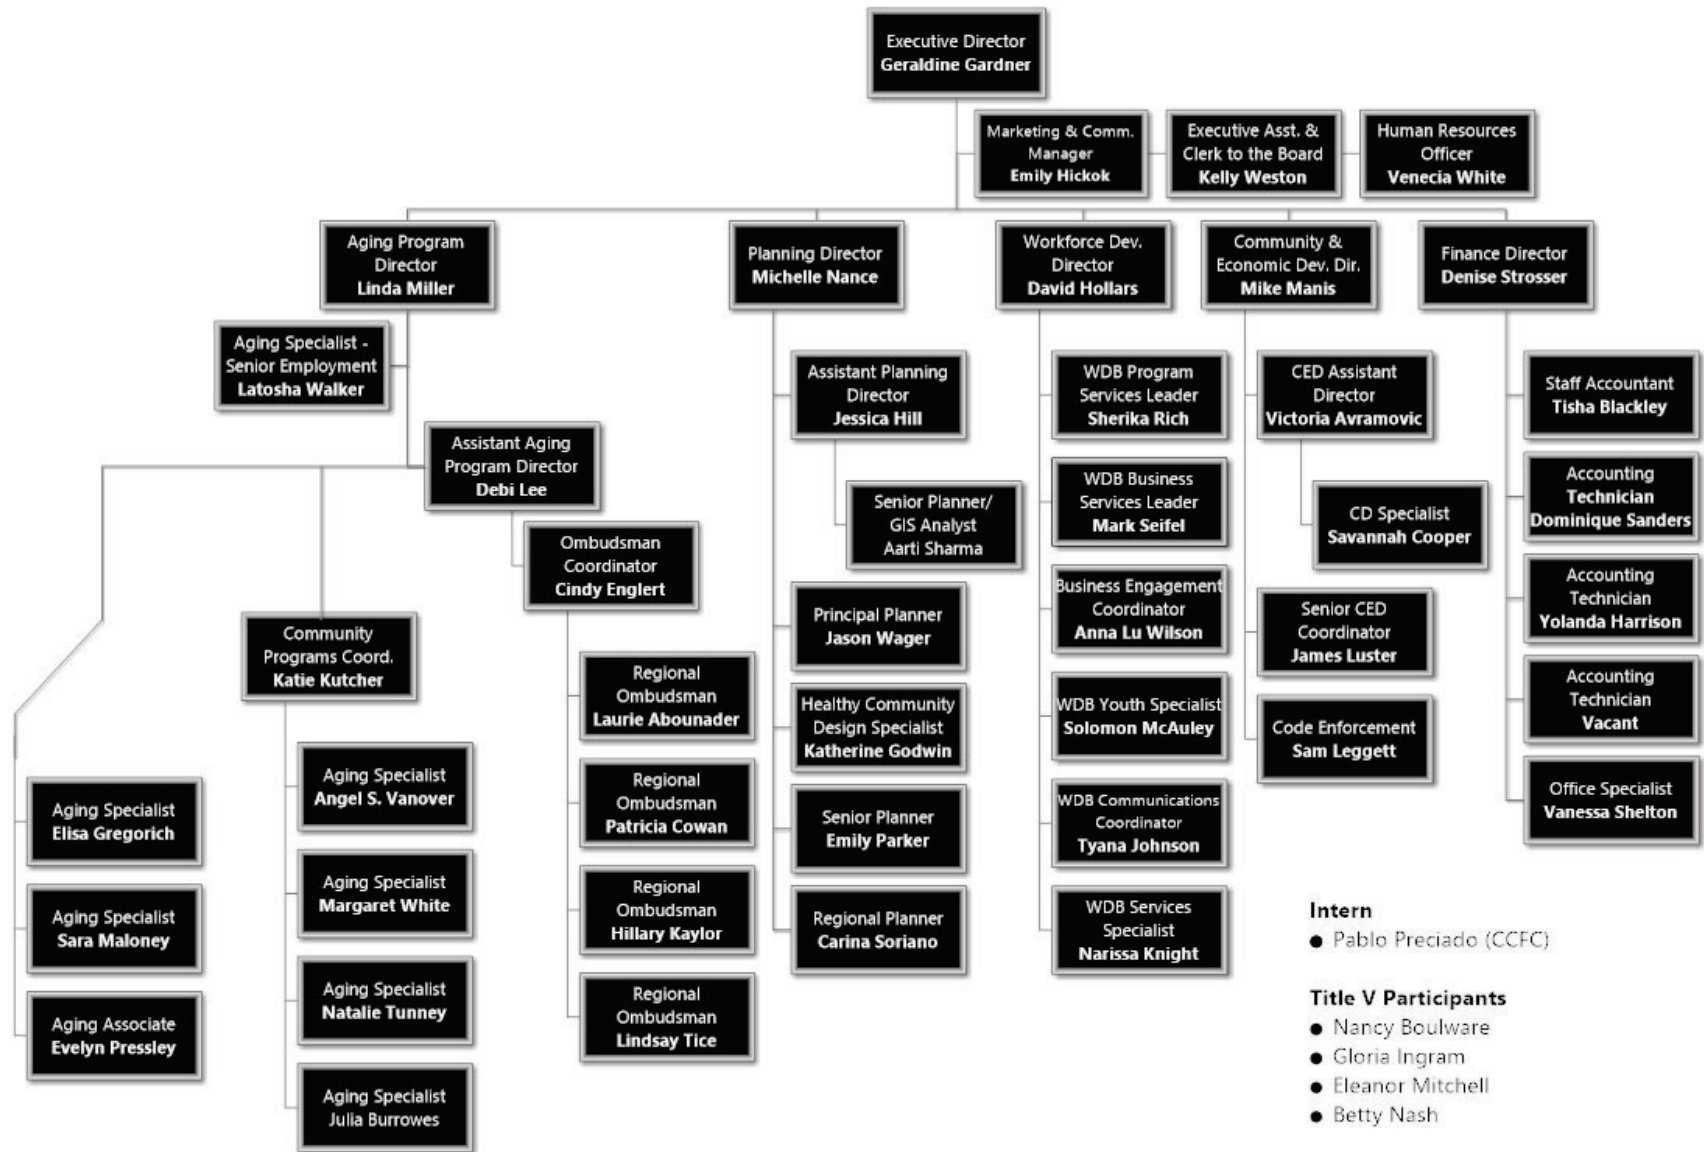 Executive Director
Geraldine Gardner
Marketing & Comm.
Manager
Emily Hickok
Executive Asst. &
Clerk to the Board
Kelly Weston
Human Resources
Officer
Venecia White
Aging Program
Director
Linda Miller
Planning Director
Michelle Nance
Workforce Dev.
Director
David Hollars
Community &
Economic Dev. Dir.
Mike Manis
Finance Director
Denise Strosser
Aging Specialist -
Senior Employment
Latosha Walker
Assistant Aging
Program Director
Debi Lee
Ombudsman
Coordinator
Cindy Englert
Community
Programs Coord.
Katie Kutcher
Aging Specialist
Elisa Gregorich
Aging Specialist
Sara Maloney
Aging Associate
Evelyn Pressley
Aging Specialist
Angel S. Vanover
Aging Specialist
Margaret White
Aging Specialist
Natalie Tunney
Aging Specialist
Julia Burrowes
Regional
Ombudsman
Laurie Abounader
Regional
Ombudsman
Patricia Cowan
Regional
Ombudsman
Hillary Kaylor
Regional
Ombudsman
Lindsay Tice
Assistant Planning
Director
Jessica Hill
Senior Planner/
GIS Analyst
Aarti Sharma
Principal Planner
Jason Wager
Healthy Community
Design Specialist
Katherine Godwin
Senior Planner
Emily Parker
Regional Planner
Carina Soriano
WDB Program
Services Leader
Sherika Rich
WDB Business
Services Leader
Mark Seifel
Business Engagement
Coordinator
Anna Lu Wilson
WDB Youth Specialist
Solomon McAuley
WDB Communications
Coordinator
Tyana Johnson
WDB Services
Specialist
Narissa Knight
CED Assistant
Director
Victoria Avramovic
CD Specialist
Savannah Cooper
Senior CED
Coordinator
James Luster
Code Enforcement
Sam Leggett
Staff Accountant
Tisha Blackley
Accounting
Technician
Dominique Sanders
Accounting
Technician
Yolanda Harrison
Accounting
Technician
Vacant
Office Specialist
Vanessa Shelton
Intern
● Pablo Preciado (CCFC)
Title V Participants
● Nancy Boulware
● Gloria Ingram
● Eleanor Mitchell
● Betty Nash